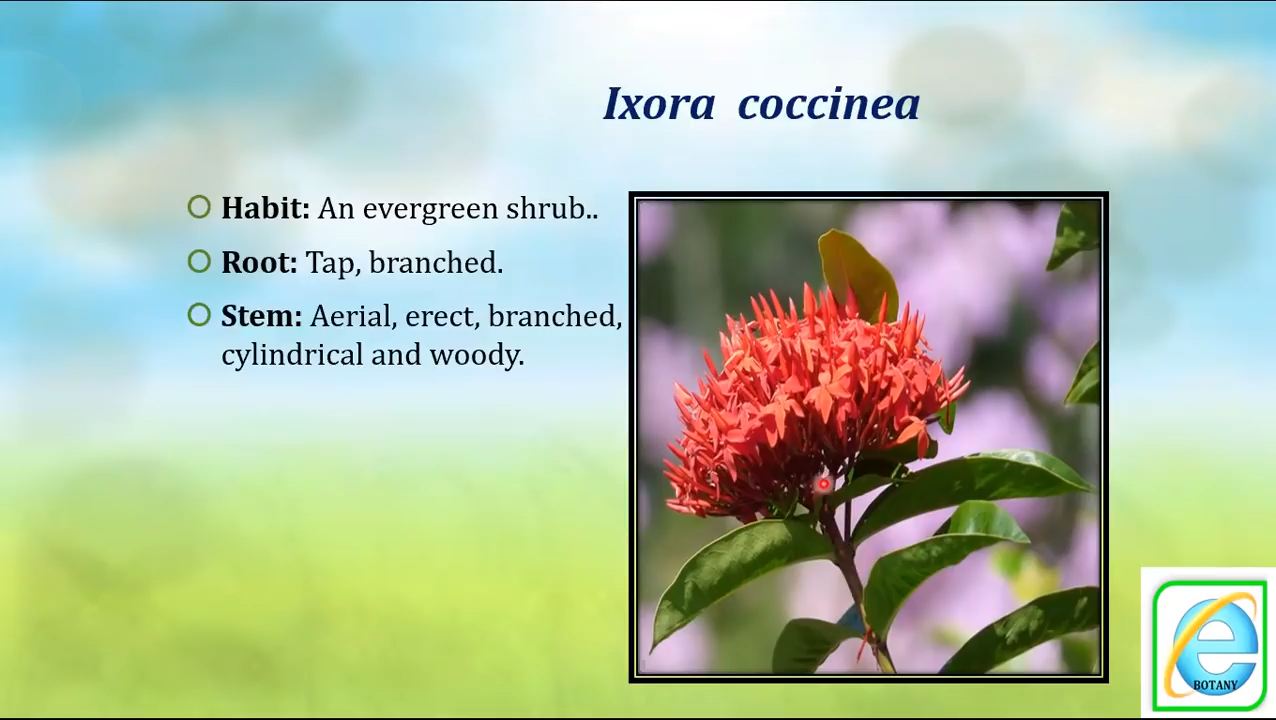 Ixora coccinea
Habit: An evergreen shrub..
Root: Tap, branched.
Stem: Aerial, erect, branched,
cylindrical and woody.
e
BOTANY